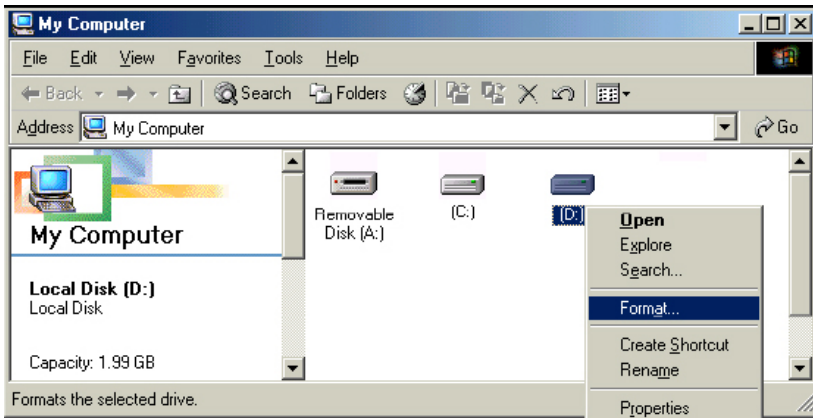 My Computer
File Edit View Favorites Tools Help
Back Search Folders
Address My Computer Go
My Computer
Local Disk (D:)
Local Disk
Capacity: 1.99 GB
Removable
Disk (A:)
(C:)
(D:)
Open
Explore
Search...
Format...
Create Shortcut
Rename
Properties
Formats the selected drive.